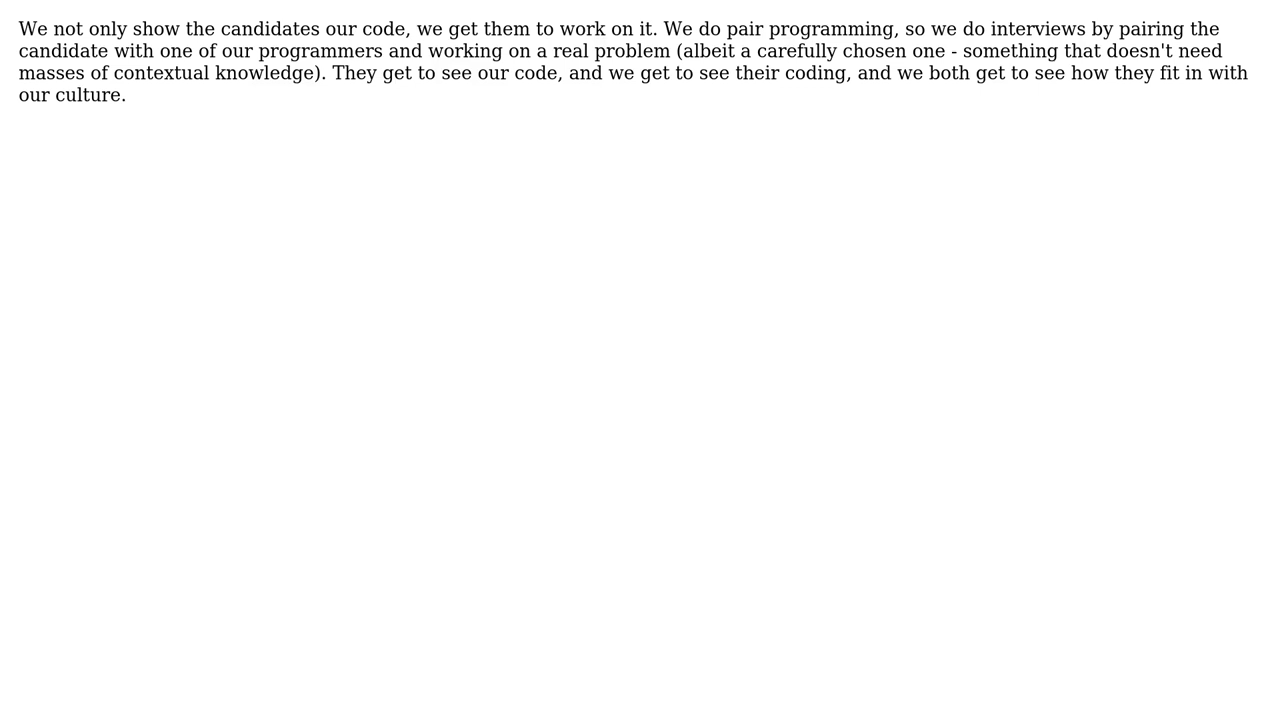 We not only show the candidates our code, we get them to work on it. We do pair programming, so we do interviews by pairing the
candidate with one of our programmers and working on a real problem (albeit a carefully chosen one - something that doesn't need
masses of contextual knowledge). They get to see our code, and we get to see their coding, and we both get to see how they fit in with
our culture.